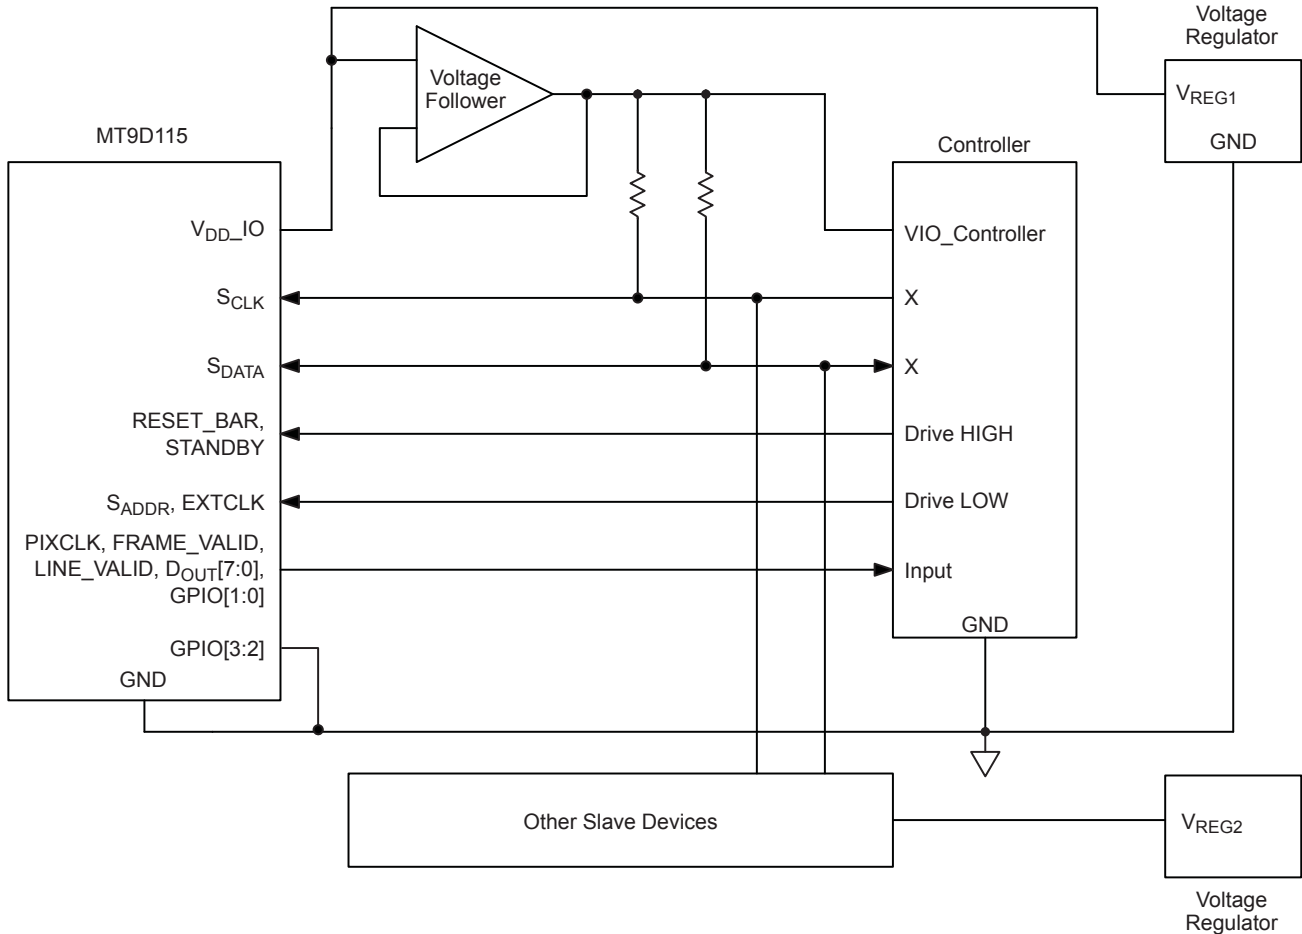 Voltage
Regulator
VREG1
GND
Voltage
Follower
MT9D115
Controller
VDD_IO
VIO_Controller
SCLK
X
SDATA
X
RESET_BAR,
STANDBY
Drive HIGH
SADDR, EXTCLK
Drive LOW
PIXCLK, FRAME_VALID,
LINE_VALID, DOUT[7:0],
GPIO[1:0]
Input
GPIO[3:2]
GND
GND
Other Slave Devices
VREG2
Voltage
Regulator